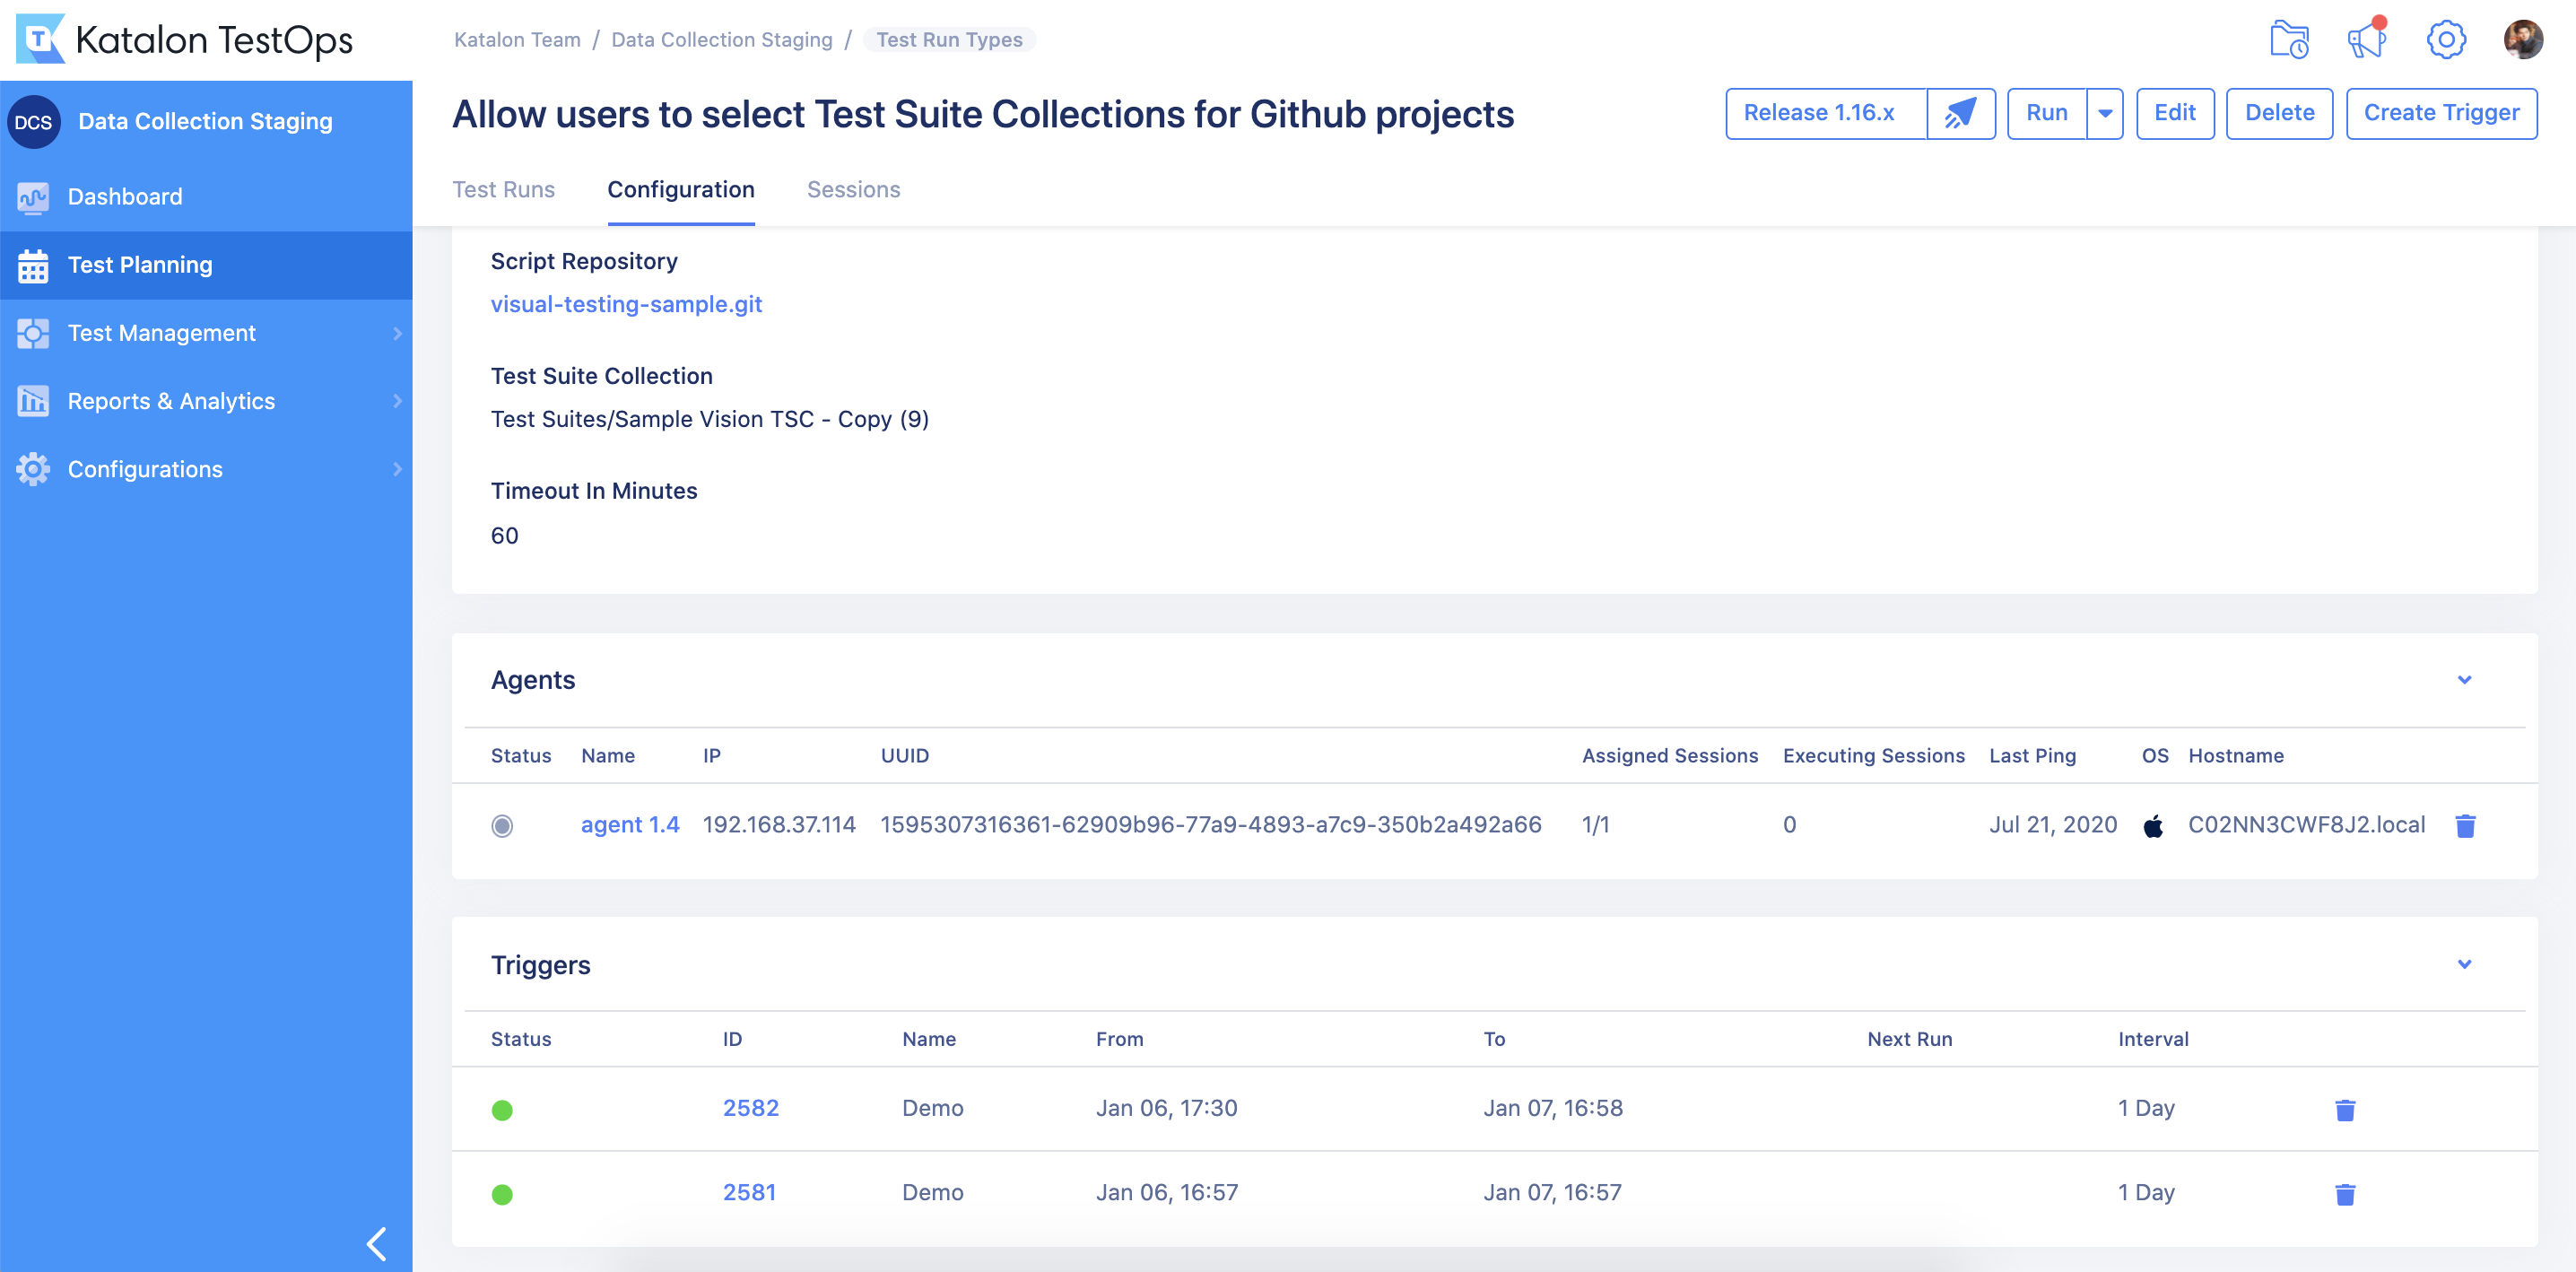 Katalon TestOps
Katalon Team / Data Collection Staging / Test Run Types
DCS Data Collection Staging
Dashboard
Test Planning
Test Management
Reports & Analytics
Configurations
Allow users to select Test Suite Collections for Github projects
Release 1.16.x Run Edit Delete Create Trigger
Test Runs Configuration Sessions
Script Repository
visual-testing-sample.git
Test Suite Collection
Test Suites/Sample Vision TSC - Copy (9)
Timeout In Minutes
60
Agents
Status Name IP UUID Assigned Sessions Executing Sessions Last Ping OS Hostname
agent 1.4 192.168.37.114 1595307316361-62909b96-77a9-4893-a7c9-350b2a492a66 1/1 0 Jul 21, 2020 C02NN3CWF8J2.local
Triggers
Status ID Name From To Next Run Interval
2582 Demo Jan 06, 17:30 Jan 07, 16:58 1 Day
2581 Demo Jan 06, 16:57 Jan 07, 16:57 1 Day